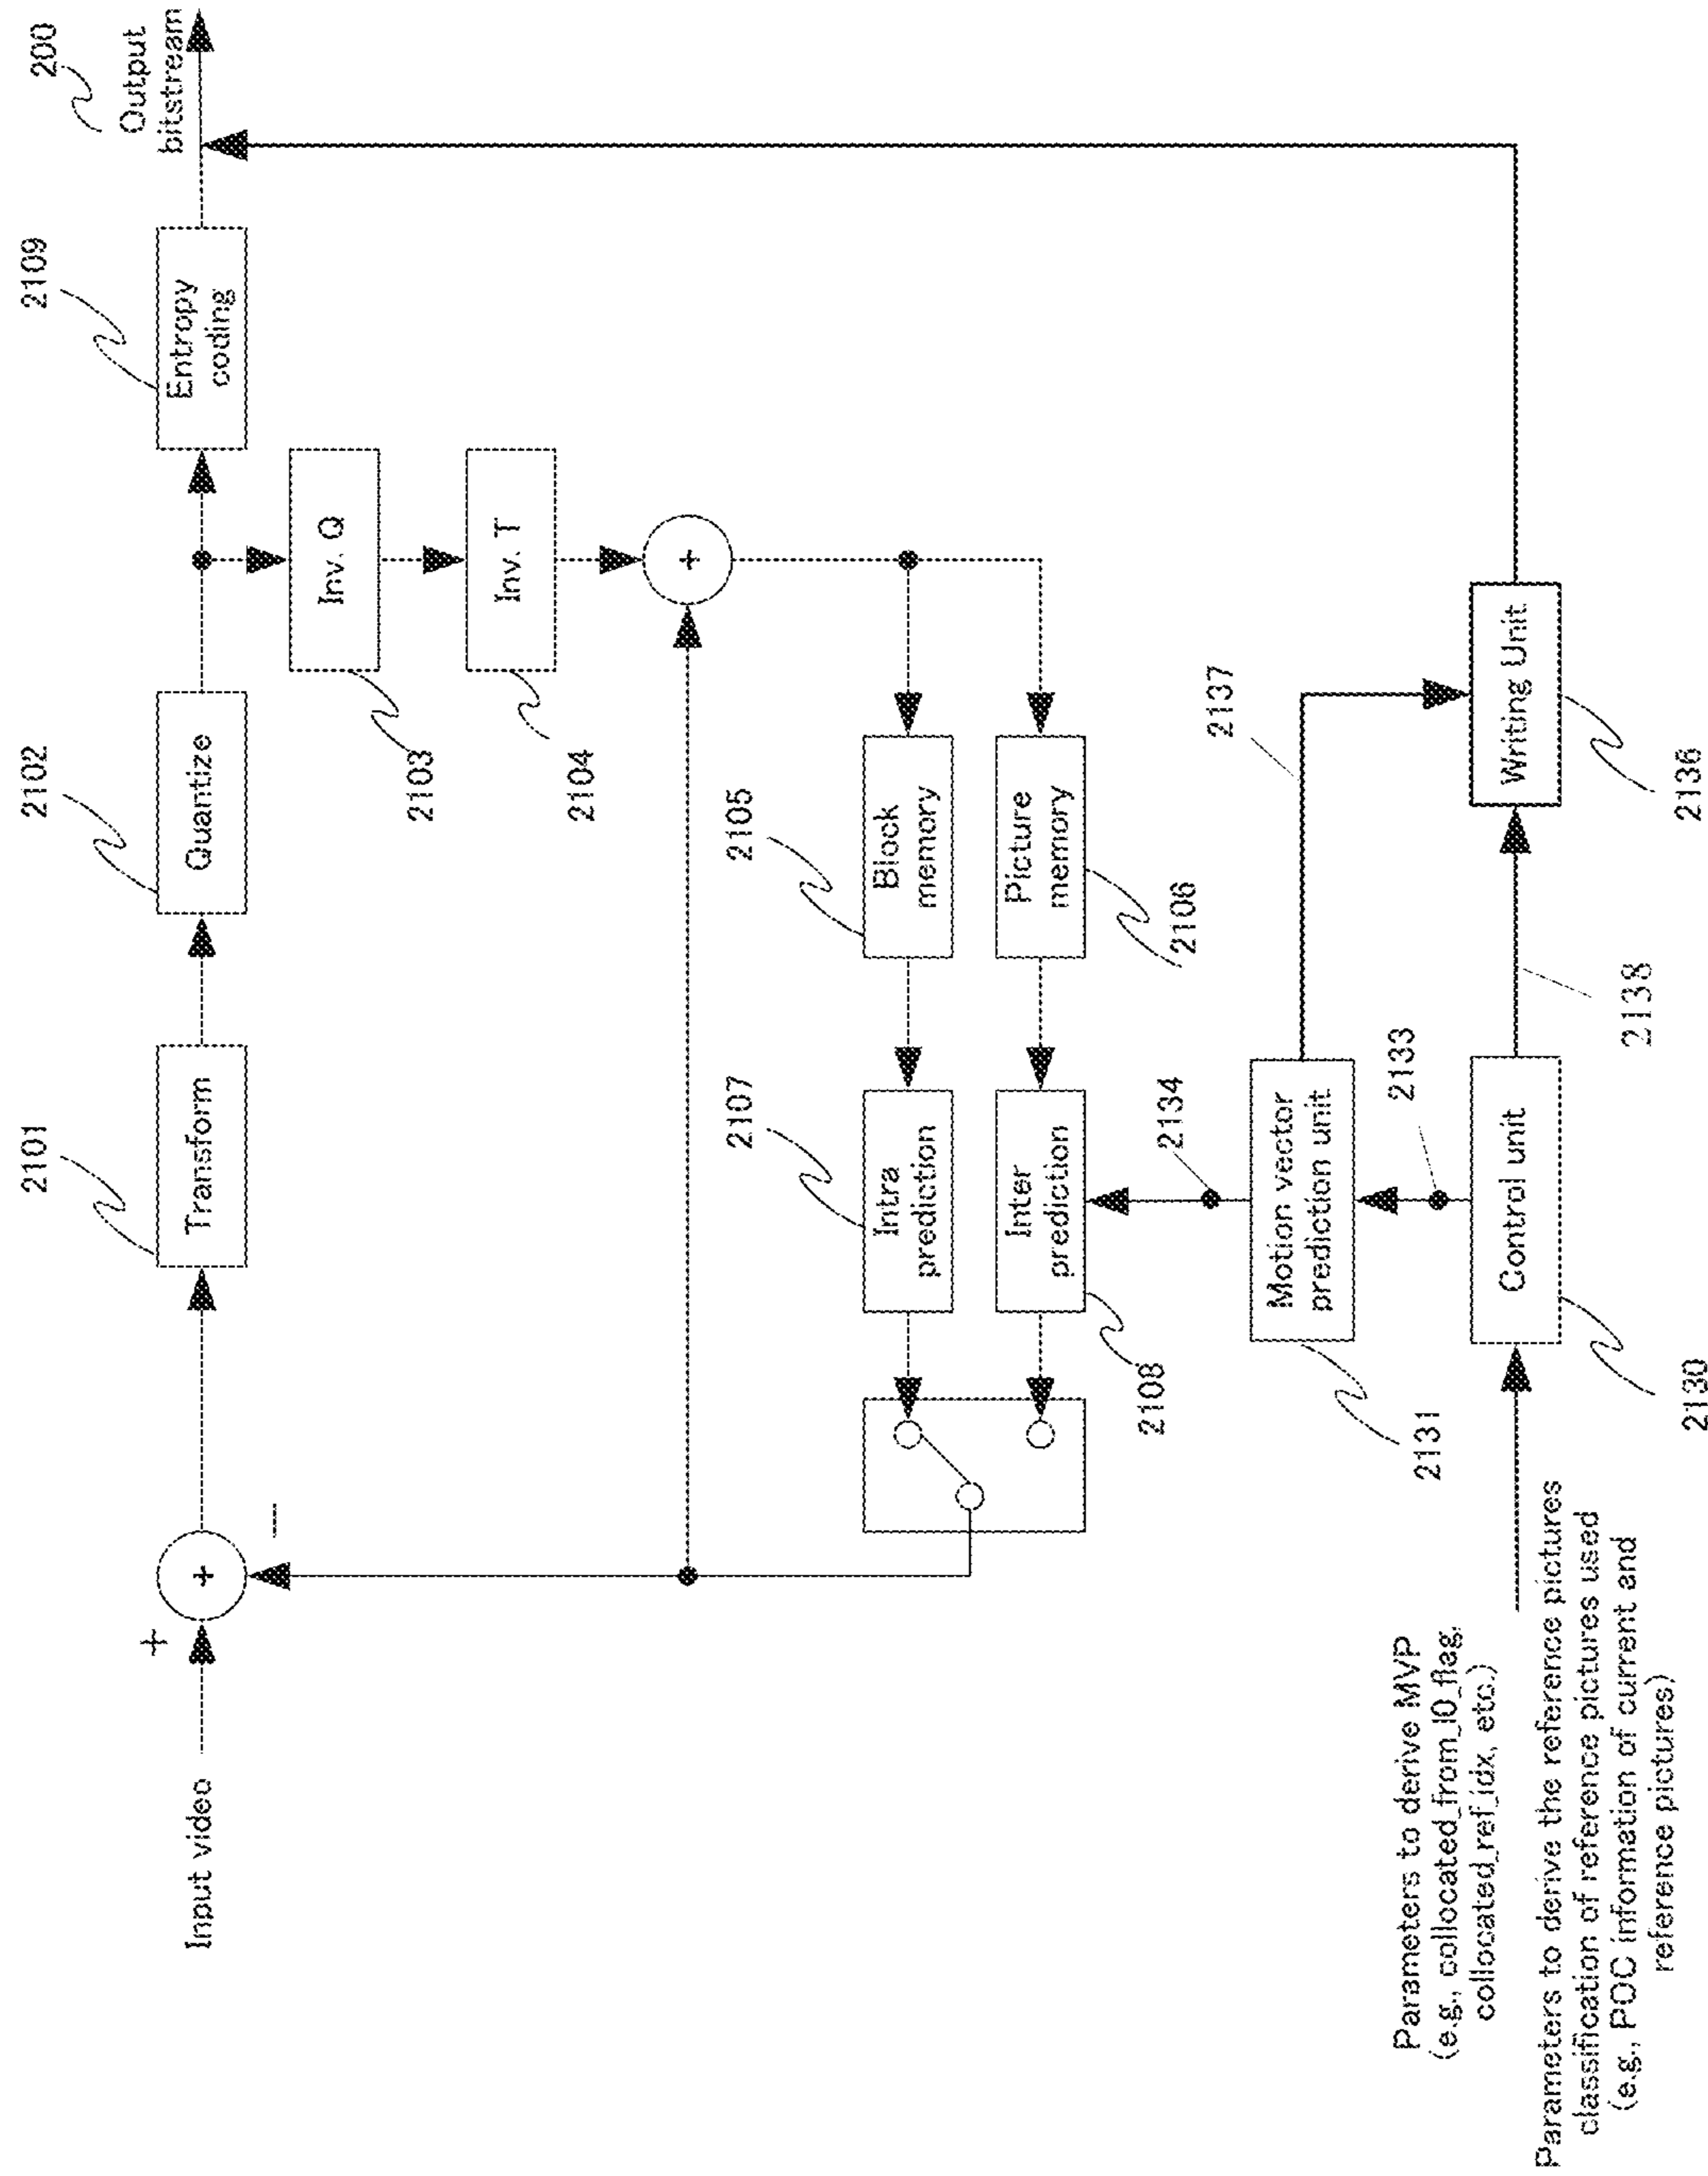 200
Output
bitstream
2109
Entropy
coding
2102
Quantize
2101
Transform
+
+
−
Input video
Inv. Q
2103
Inv. T
2104
+
2105
Block
memory
Picture
memory
2106
2107
Intra
prediction
Inter
prediction
2108
2134
2137
Motion vector
prediction unit
2131
2133
Writing Unit
2136
2138
Control unit
2130
Parameters to derive MVP
(e.g., collocated_from_l0_flag,
collocated_ref_idx, etc.)
Parameters to derive the reference pictures
classification of reference pictures used
(e.g., POC information of current and
reference pictures)